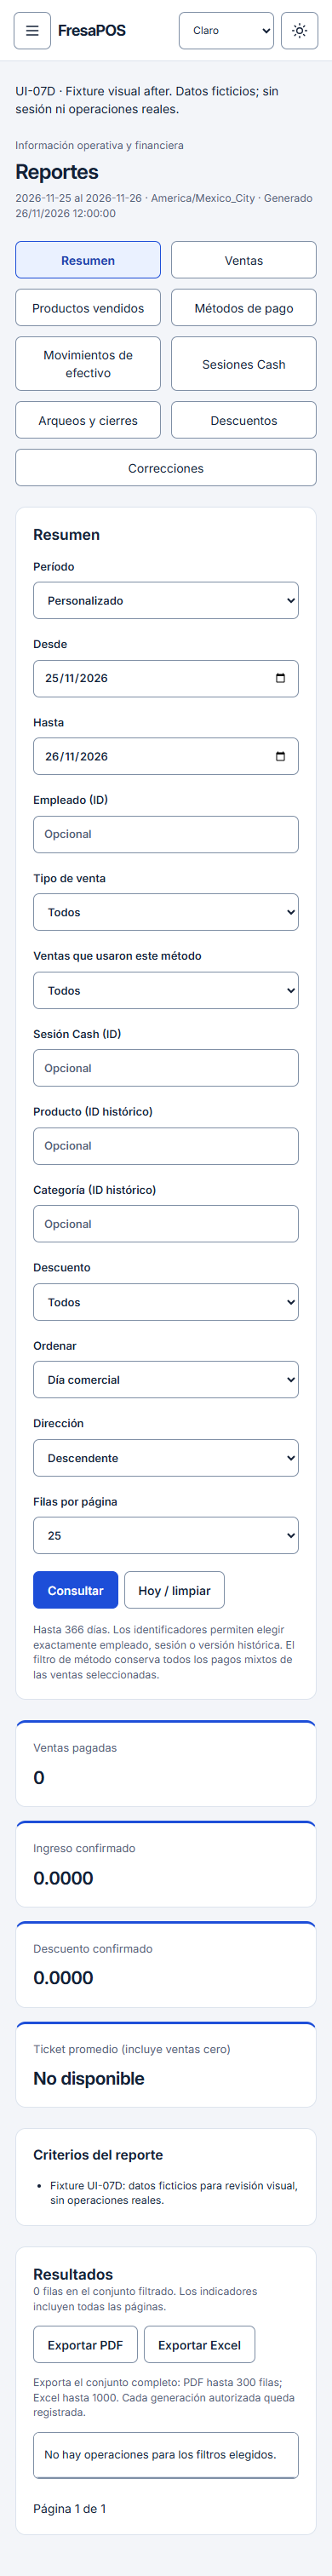 FresaPOS
Claro
UI-07D · Fixture visual after. Datos ficticios; sin
sesión ni operaciones reales.
Información operativa y financiera
Reportes
2026-11-25 al 2026-11-26 · America/Mexico_City · Generado
26/11/2026 12:00:00
Resumen
Ventas
Productos vendidos
Métodos de pago
Movimientos de
efectivo
Sesiones Cash
Arqueos y cierres
Descuentos
Correcciones
Resumen
Período
Personalizado
Desde
25/11/2026
Hasta
26/11/2026
Empleado (ID)
Opcional
Tipo de venta
Todos
Ventas que usaron este método
Todos
Sesión Cash (ID)
Opcional
Producto (ID histórico)
Opcional
Categoría (ID histórico)
Opcional
Descuento
Todos
Ordenar
Día comercial
Dirección
Descendente
Filas por página
25
Consultar
Hoy / limpiar
Hasta 366 días. Los identificadores permiten elegir
exactamente empleado, sesión o versión histórica. El
filtro de método conserva todos los pagos mixtos de
las ventas seleccionadas.
Ventas pagadas
0
Ingreso confirmado
0.0000
Descuento confirmado
0.0000
Ticket promedio (incluye ventas cero)
No disponible
Criterios del reporte
• Fixture UI-07D: datos ficticios para revisión visual,
sin operaciones reales.
Resultados
0 filas en el conjunto filtrado. Los indicadores
incluyen todas las páginas.
Exportar PDF
Exportar Excel
Exporta el conjunto completo: PDF hasta 300 filas;
Excel hasta 1000. Cada generación autorizada queda
registrada.
No hay operaciones para los filtros elegidos.
Página 1 de 1